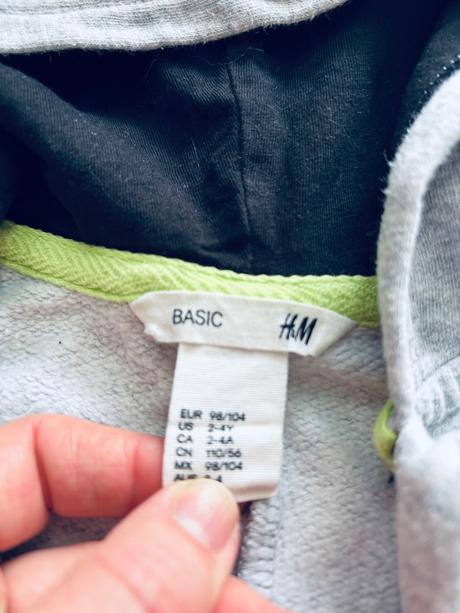 BASIC H&M
EUR 98/104
US 2-4Y
CA 2-4A
CN 110/56
MX 98/104